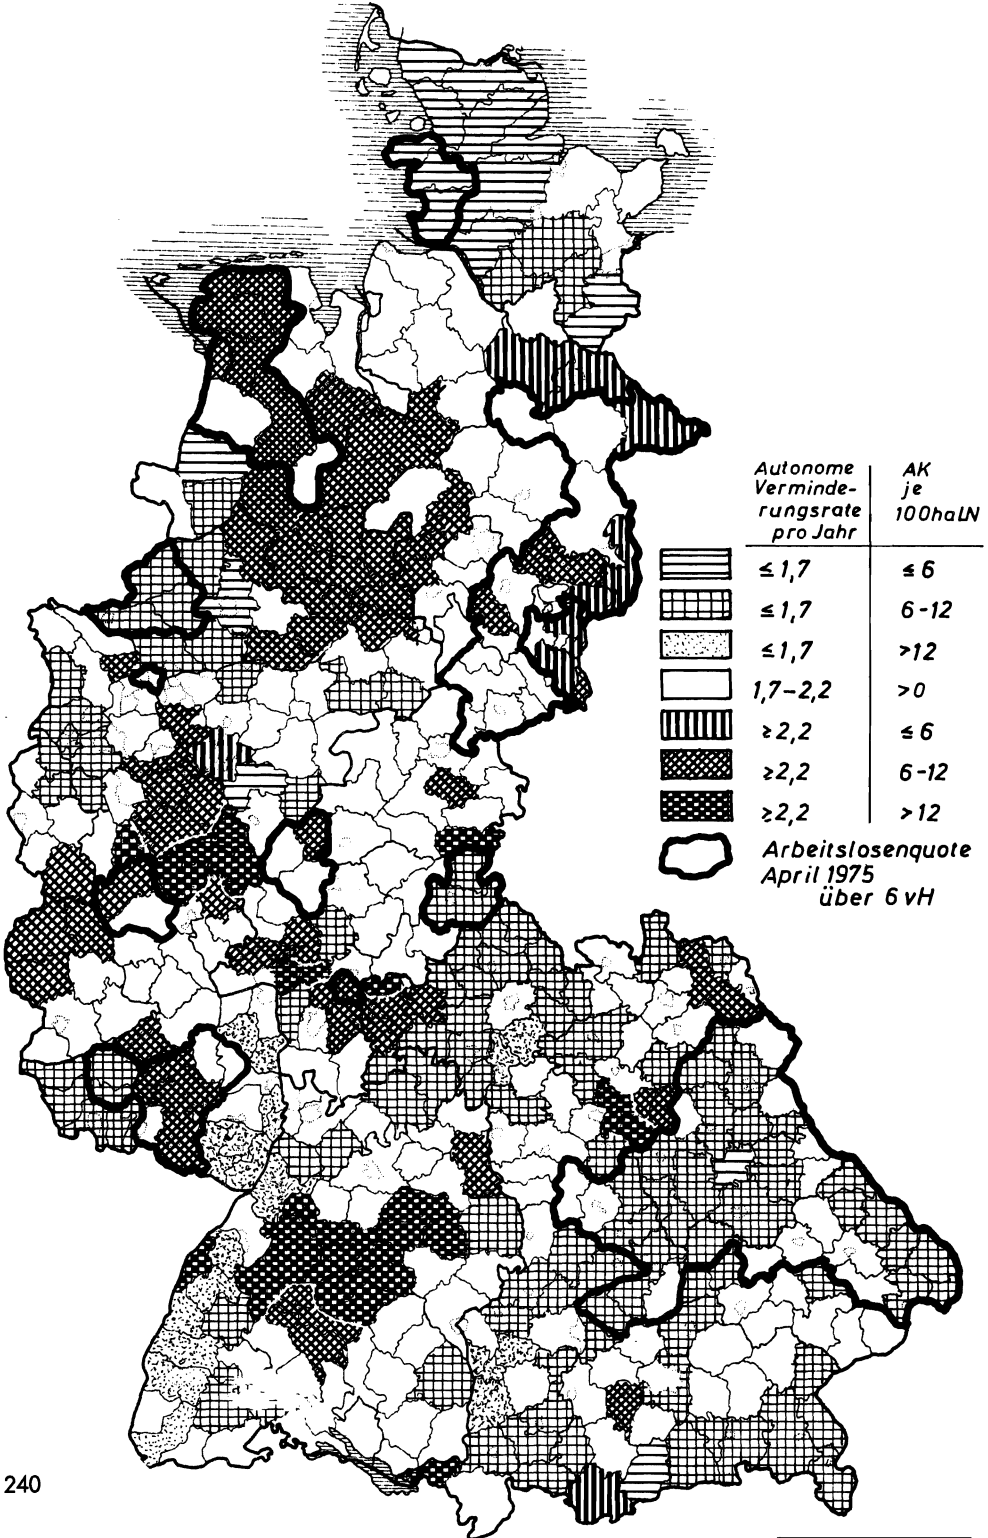 Autonome
Verminde-
rungsrate
pro Jahr
AK
je
100haLN
≤1,7 ≤6
≤1,7 6-12
≤1,7 >12
1,7-2,2 >0
≥2,2 ≤6
≥2,2 6-12
≥2,2 >12
Arbeitslosenquote
April 1975
über 6 vH
240